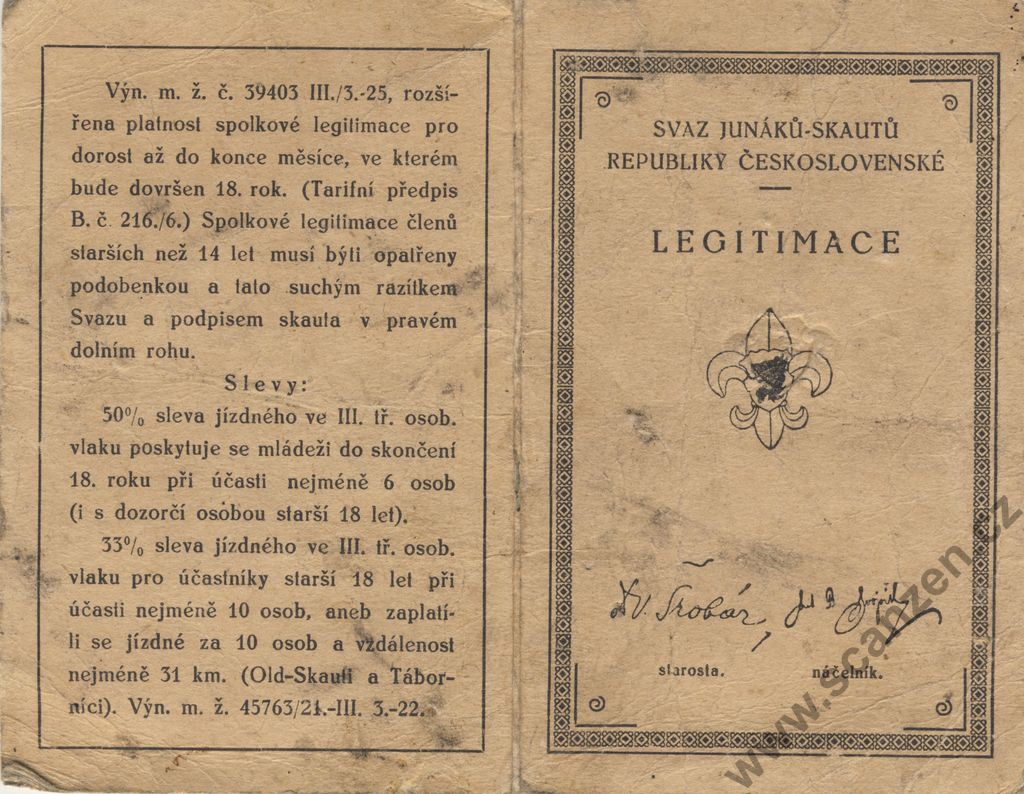 Výn. m. ž. č. 39403 III./3.-25, rozší-
řena platnost spolkové legitimace pro
dorost až do konce měsíce, ve kterém
bude dovršen 18. rok. (Tarifní předpis
B. č. 216./6.) Spolkové legitimace členů
starších než 14 let musí býti opatřeny
podobenkou a tato suchým razítkem
Svazu a podpisem skauta v pravém
dolním rohu.
Slevy:
50% sleva jízdného ve III. tř. osob.
vlaku poskytuje se mládeži do skončení
18. roku při účasti nejméně 6 osob
(i s dozorčí osobou starší 18 let).
33% sleva jízdného ve III. tř. osob.
vlaku pro účastníky starší 18 let při
účasti nejméně 10 osob, aneb zaplatí-
li se jízdné za 10 osob a vzdálenost
nejméně 31 km. (Old-Skauti a Tábor-
níci). Výn. m. ž. 45763/21.-III. 3.-22.
SVAZ JUNÁKŮ-SKAUTŮ
REPUBLIKY ČESKOSLOVENSKÉ
LEGITIMACE
starosta.
náčelník.
www.scanzen.cz